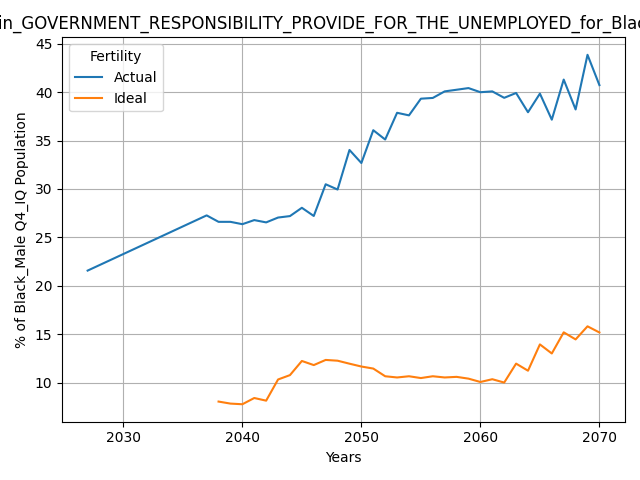 in_GOVERNMENT_RESPONSIBILITY_PROVIDE_FOR_THE_UNEMPLOYED_for_Blac
Fertility
Actual
Ideal
% of Black_Male Q4_IQ Population
45
40
35
30
25
20
15
10
2030 2040 2050 2060 2070
Years